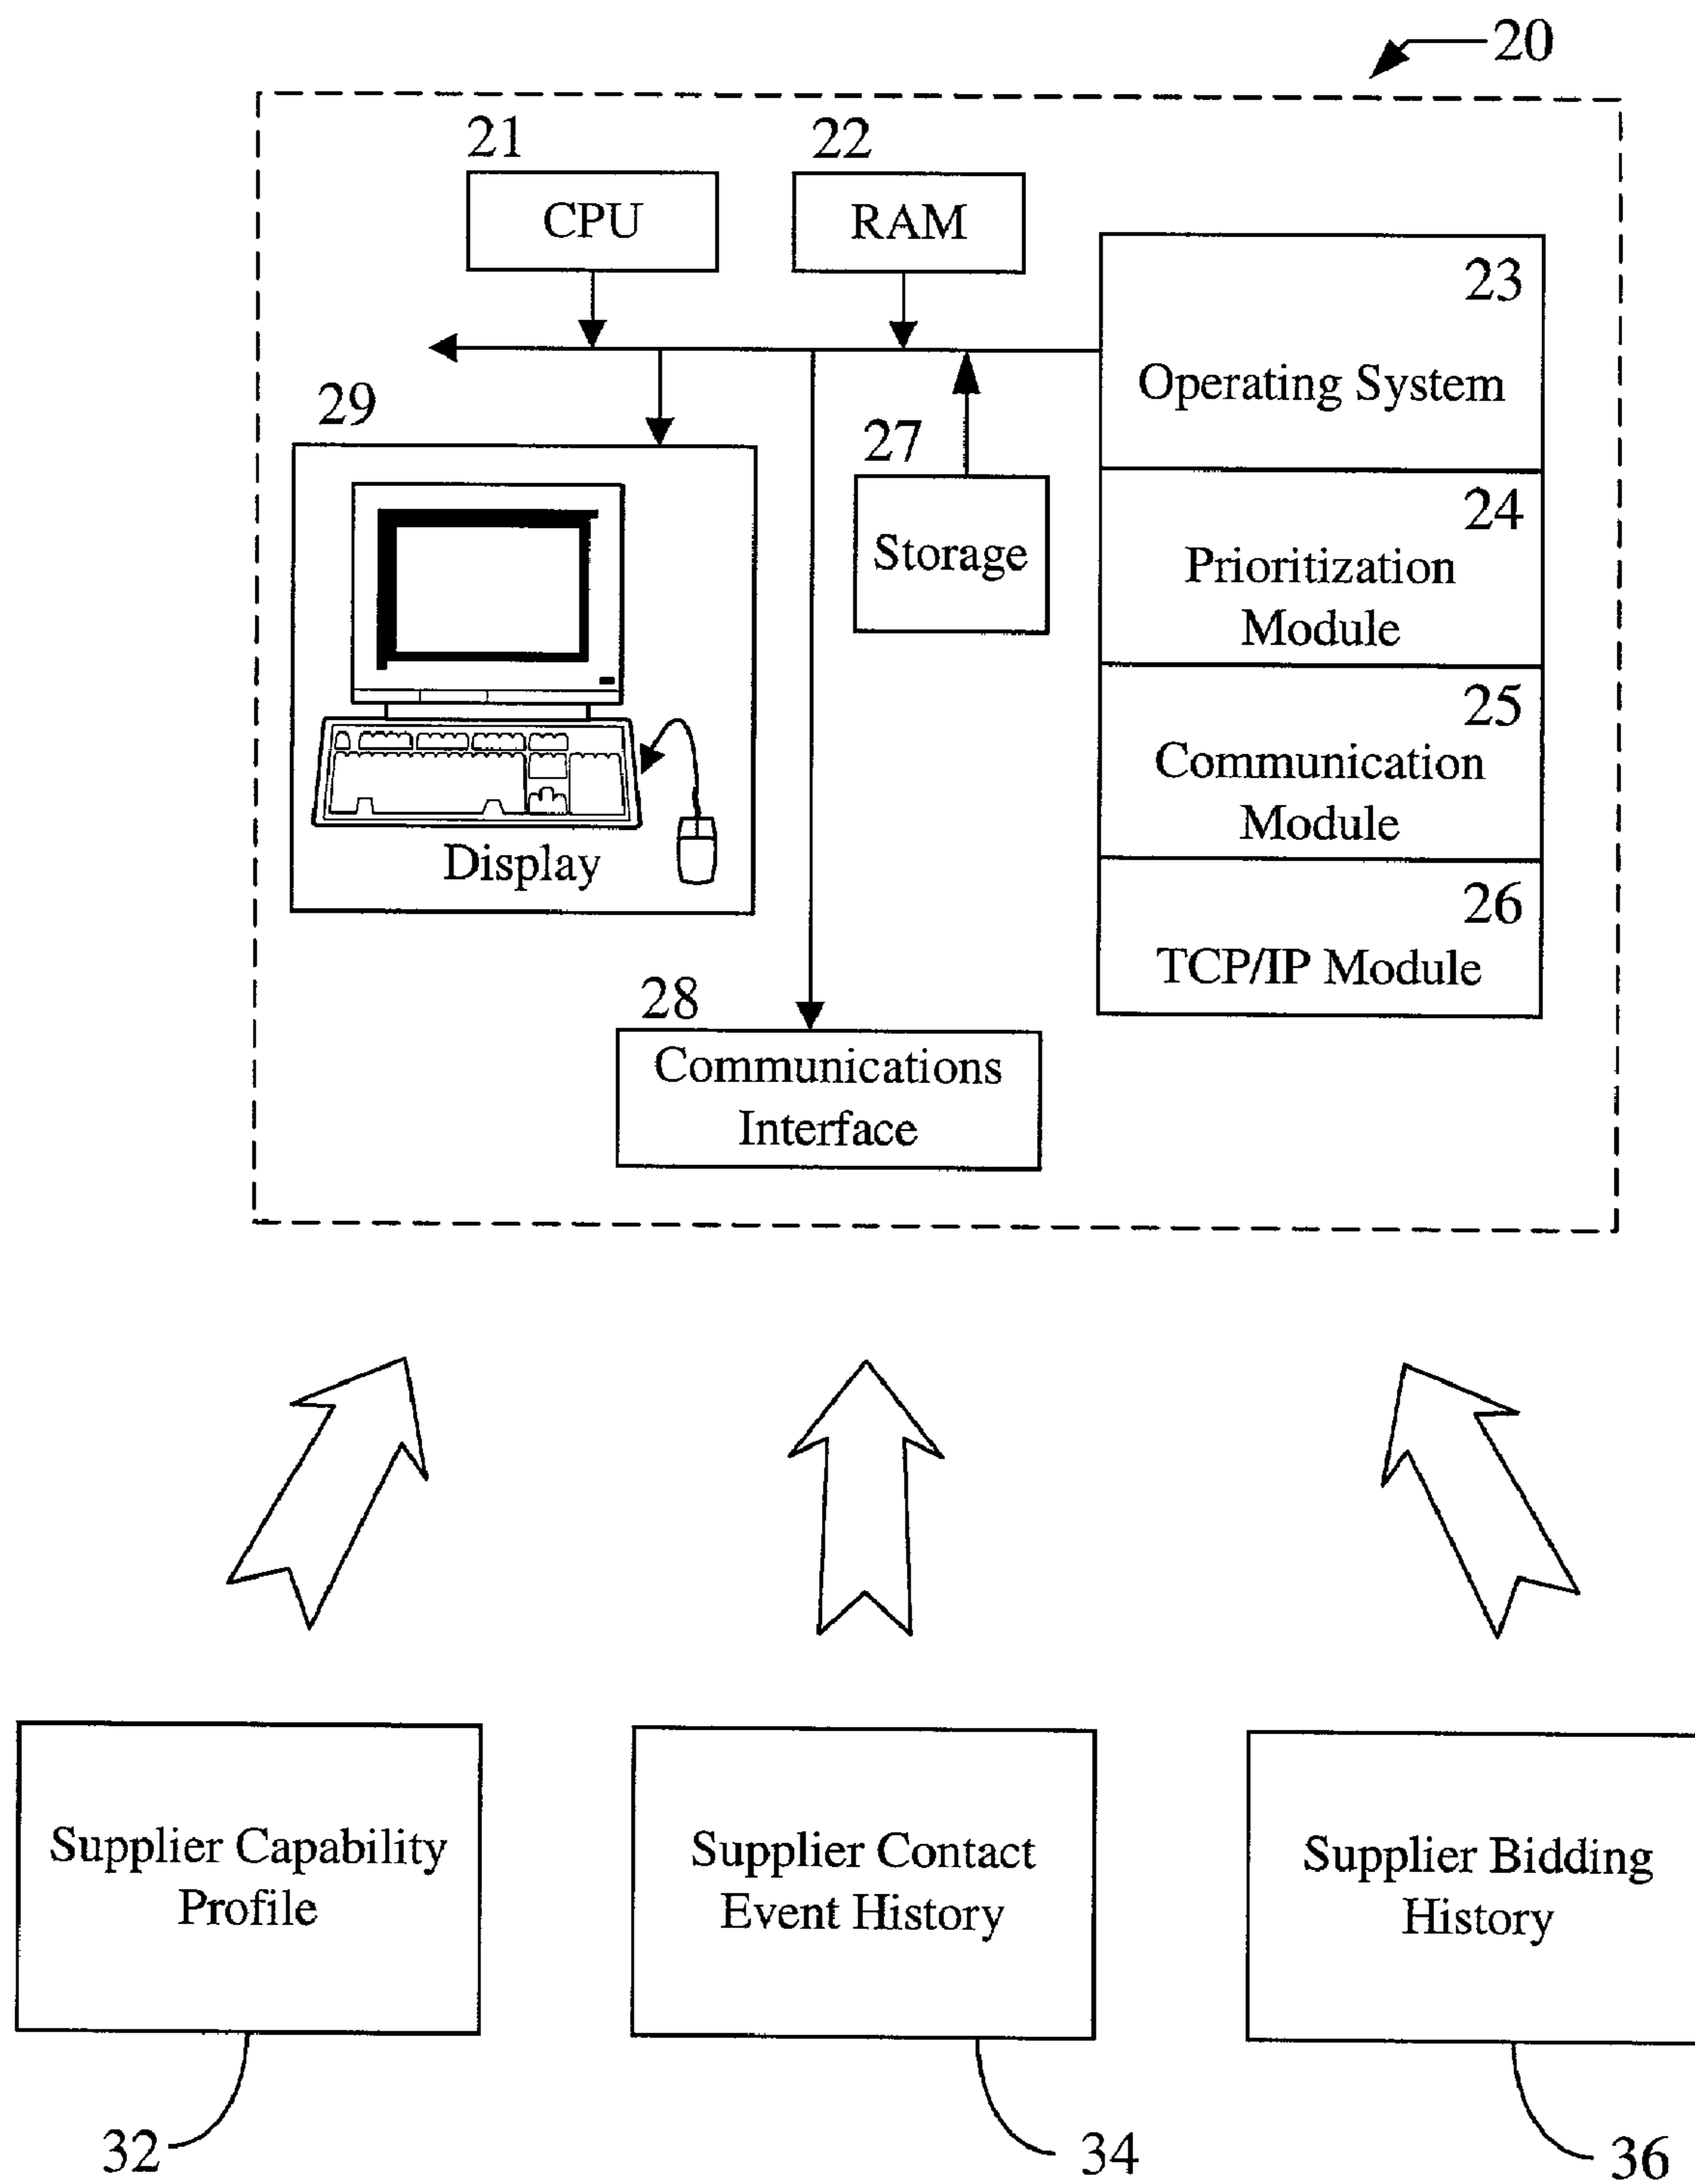 20
21
22
CPU
RAM
23
Operating System
29
27
24
Storage
Prioritization
Module
25
Communication
Module
Display
26
TCP/IP Module
28
Communications
Interface
Supplier Capability
Profile
Supplier Contact
Event History
Supplier Bidding
History
32
34
36